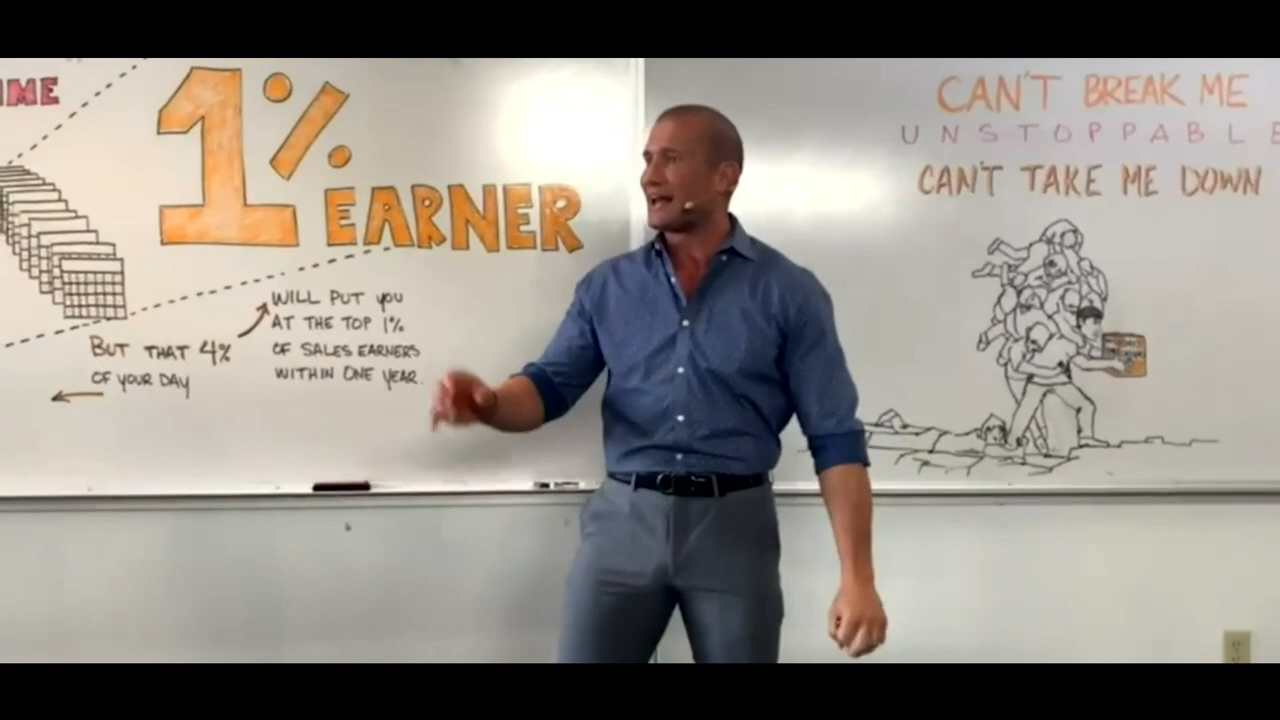 IME
1%
EARNER
WILL PUT YOU
AT THE TOP 1%
OF SALES EARNERS
WITHIN ONE YEAR.
BUT THAT 4%
OF YOUR DAY
CAN'T BREAK ME
UNSTOPPABLE
CAN'T TAKE ME DOWN